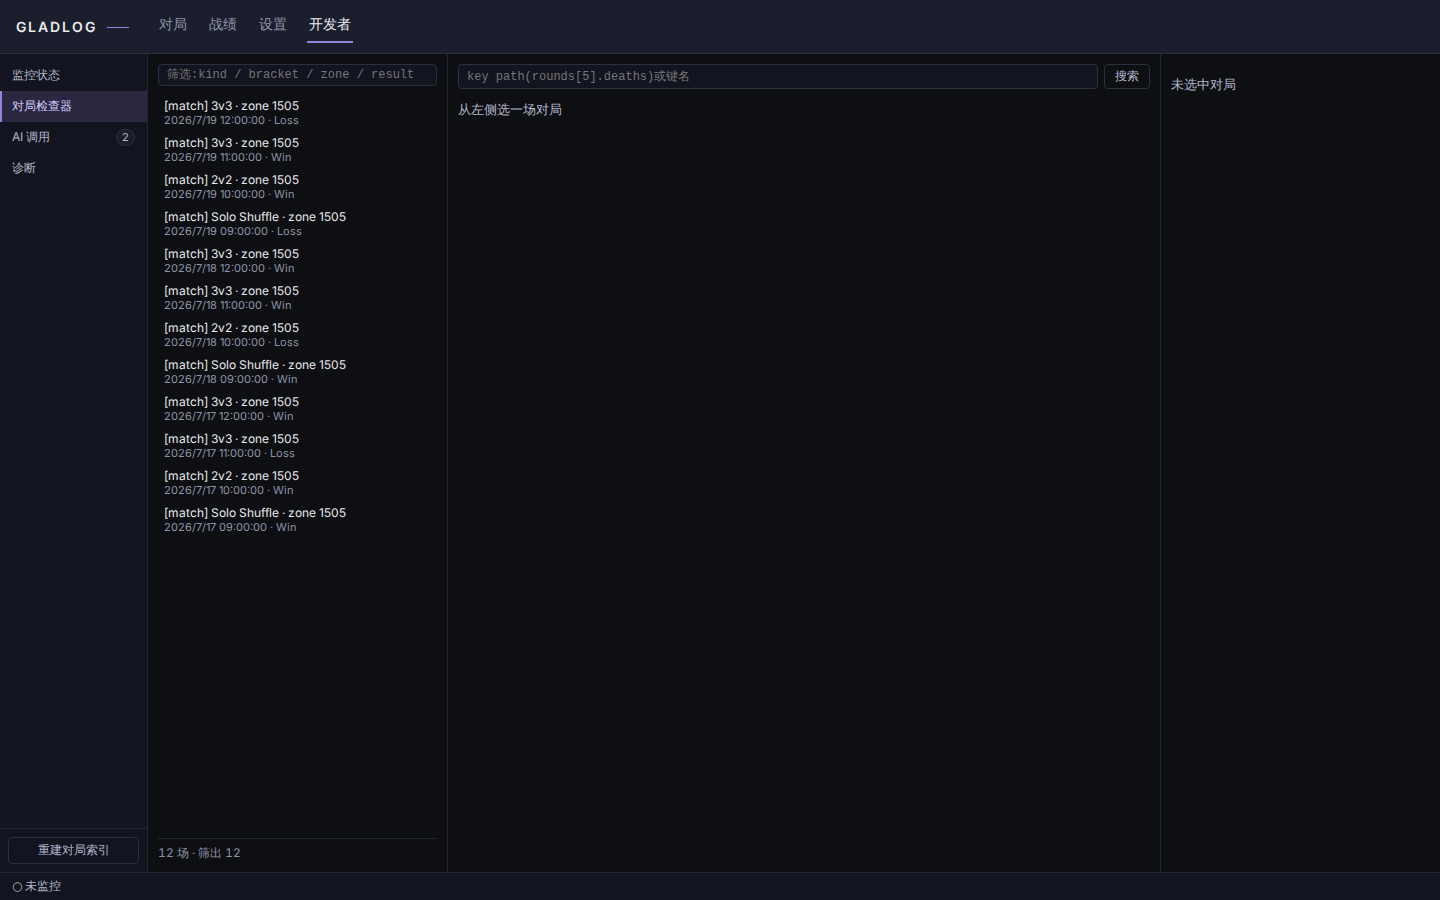 GLADLOG
对局 战绩 设置 开发者
监控状态
对局检查器
AI 调用 2
诊断
重建对局索引
筛选:kind / bracket / zone / result
[match] 3v3 · zone 1505
2026/7/19 12:00:00 · Loss
[match] 3v3 · zone 1505
2026/7/19 11:00:00 · Win
[match] 2v2 · zone 1505
2026/7/19 10:00:00 · Win
[match] Solo Shuffle · zone 1505
2026/7/19 09:00:00 · Loss
[match] 3v3 · zone 1505
2026/7/18 12:00:00 · Win
[match] 3v3 · zone 1505
2026/7/18 11:00:00 · Win
[match] 2v2 · zone 1505
2026/7/18 10:00:00 · Loss
[match] Solo Shuffle · zone 1505
2026/7/18 09:00:00 · Win
[match] 3v3 · zone 1505
2026/7/17 12:00:00 · Win
[match] 3v3 · zone 1505
2026/7/17 11:00:00 · Loss
[match] 2v2 · zone 1505
2026/7/17 10:00:00 · Win
[match] Solo Shuffle · zone 1505
2026/7/17 09:00:00 · Win
12 场 · 筛出 12
key path(rounds[5].deaths)或键名 搜索
从左侧选一场对局
未选中对局
未监控